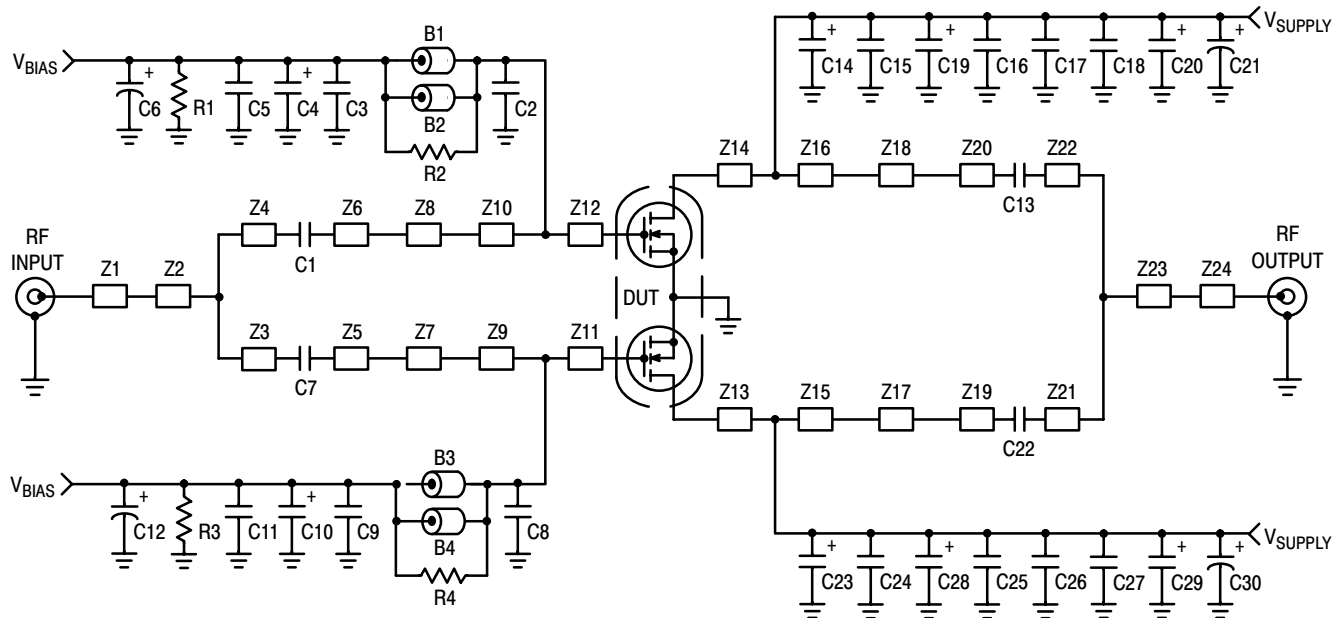 B1
VBIAS
+
C6
R1
C5
+
C4
C3
B2
R2
C2
+
C14
C15
+
C19
C16
C17
C18
+
C20
+
C21
VSUPPLY
Z14
Z16
Z18
Z20
C13
Z22
RF
INPUT
Z1
Z2
Z4
C1
Z6
Z8
Z10
Z12
DUT
Z3
C7
Z5
Z7
Z9
Z11
Z23
Z24
RF
OUTPUT
Z13
Z15
Z17
Z19
C22
Z21
VBIAS
+
C12
R3
C11
+
C10
C9
B3
B4
R4
C8
+
C23
C24
+
C28
C25
C26
C27
+
C29
+
C30
VSUPPLY